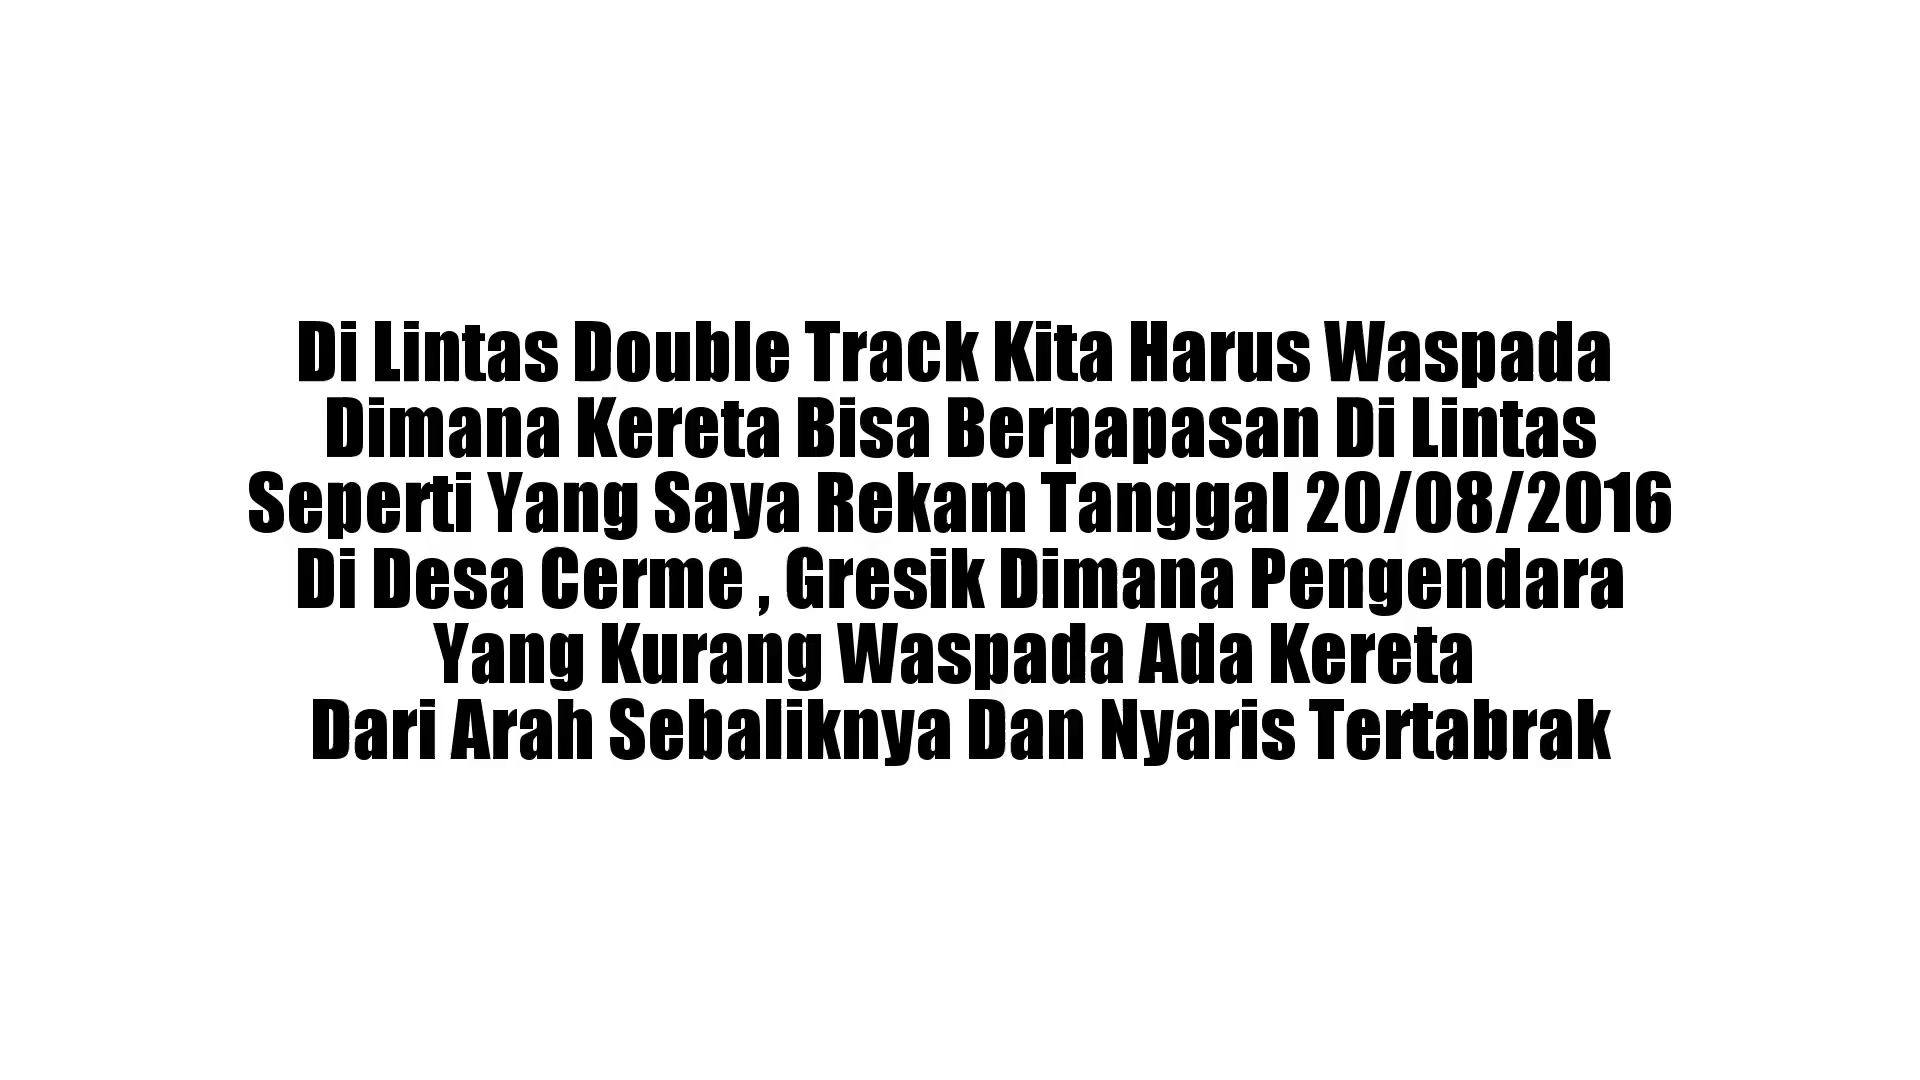 Di Lintas Double Track Kita Harus Waspada
Dimana Kereta Bisa Berpapasan Di Lintas
Seperti Yang Saya Rekam Tanggal 20/08/2016
Di Desa Cerme , Gresik Dimana Pengendara
Yang Kurang Waspada Ada Kereta
Dari Arah Sebaliknya Dan Nyaris Tertabrak